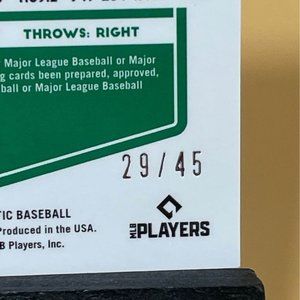 THROWS: RIGHT
Major League Baseball or Major
cards been prepared, approved,
ball or Major League Baseball
29/45
TIC BASEBALL
Produced in the USA.
B Players, Inc.
MLB PLAYERS